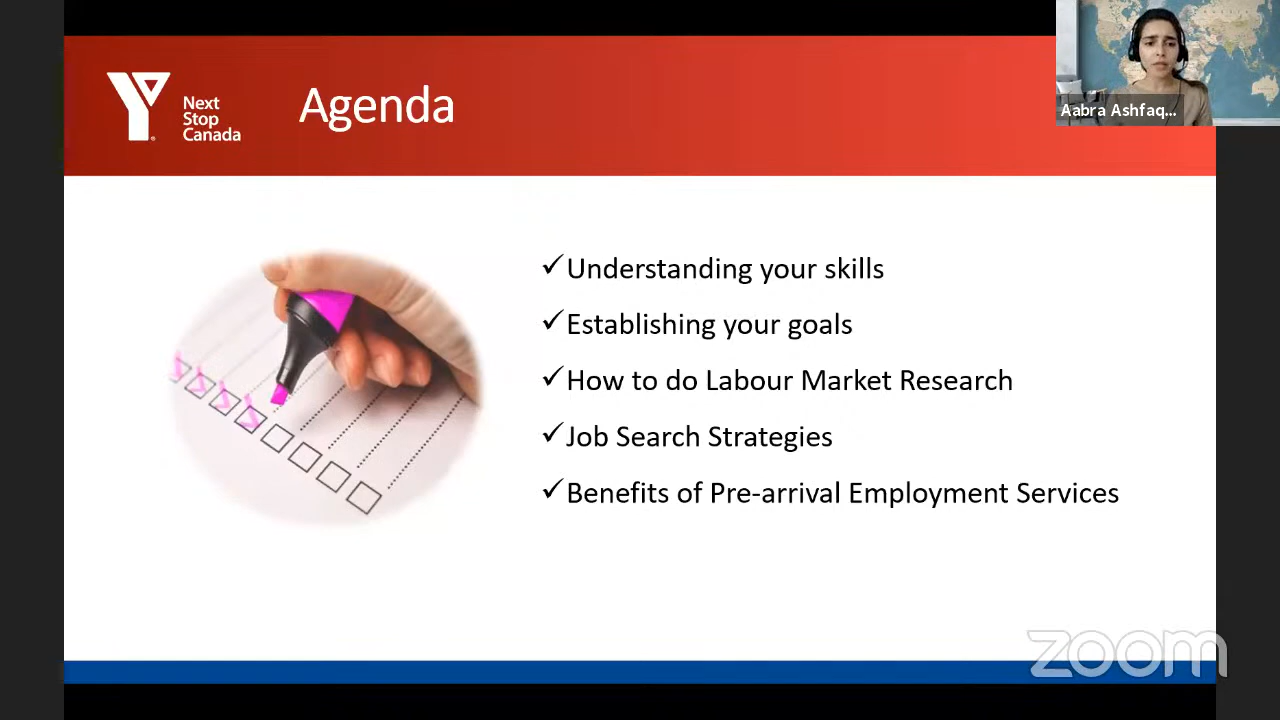 Next
Stop
Canada
Agenda
Aabra Ashfaq...
✓Understanding your skills
✓Establishing your goals
✓How to do Labour Market Research
✓Job Search Strategies
✓Benefits of Pre-arrival Employment Services
zoom